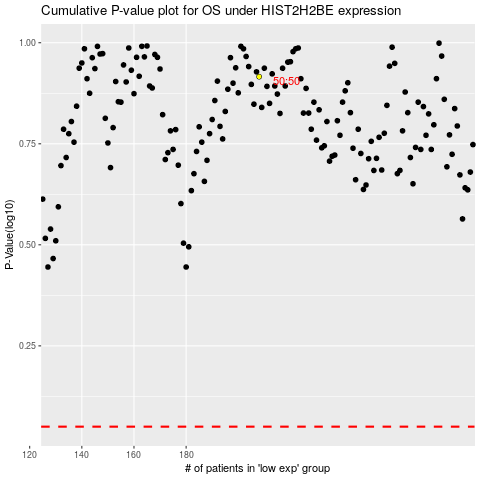 Cumulative P-value plot for OS under HIST2H2BE expression
P-Value(log10)
1.00
0.75
0.50
0.25
50:50
120 140 160 180
# of patients in 'low exp' group